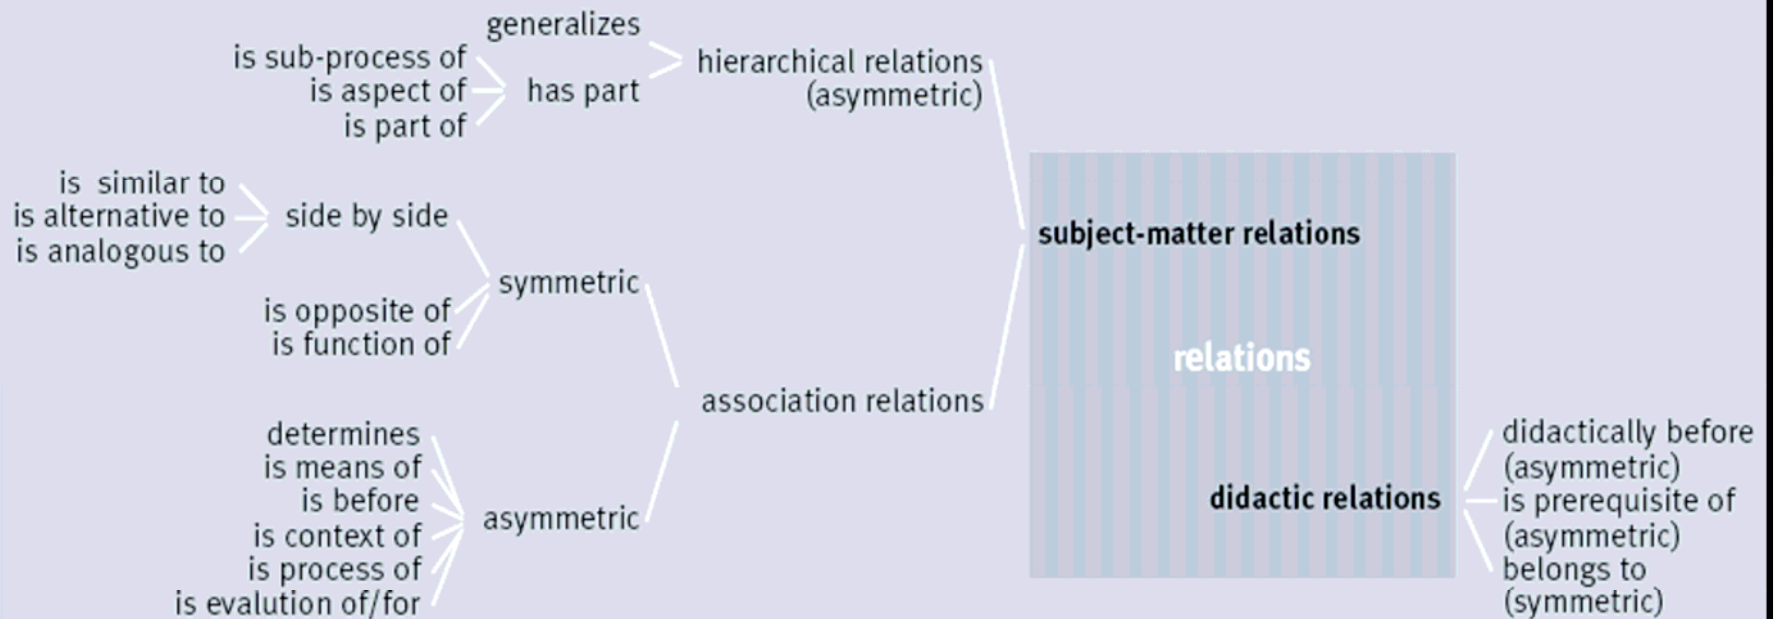 generalizes
is sub-process of
is aspect of
is part of
has part
hierarchical relations
(asymmetric)
is similar to
is alternative to
is analogous to
side by side
is opposite of
is function of
symmetric
determines
is means of
is before
is context of
is process of
is evalution of/for
asymmetric
association relations
subject-matter relations
relations
didactic relations
didactically before
(asymmetric)
is prerequisite of
(asymmetric)
belongs to
(symmetric)